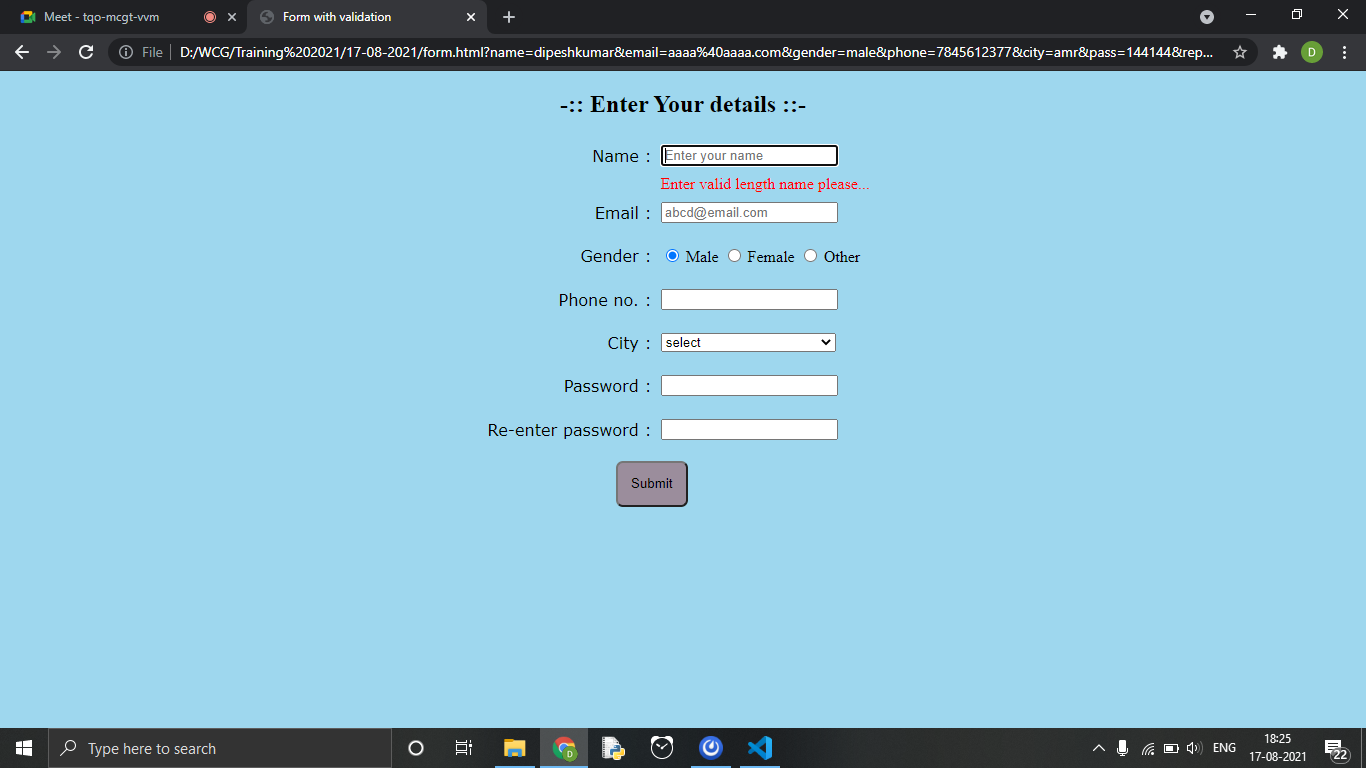 Meet - tqo-mcgt-vvm
Form with validation
File
D:/WCG/Training%202021/17-08-2021/form.html?name=dipeshkumar&email=aaaa%40aaaa.com&gender=male&phone=7845612377&city=amr&pass=144144&rep...
D
-:: Enter Your details ::-
Name :
Enter your name
Enter valid length name please...
Email :
abcd@email.com
Gender :
Male Female Other
Phone no. :
City :
select
Password :
Re-enter password :
Submit
Type here to search
D
ENG
18:25
17-08-2021
22